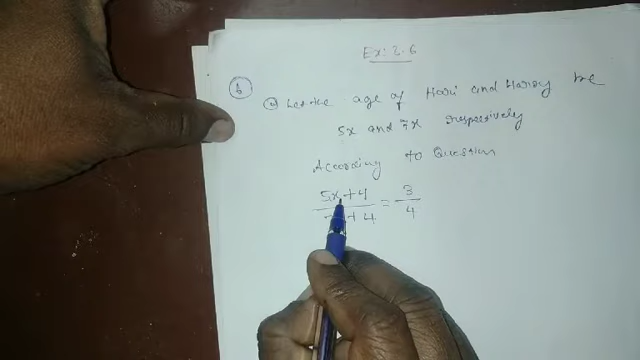 Ex: 2.6
6
a Let the age of Hari and Harry be
5x and 7x respectively
According to Question
5x+4 / +4 = 3/4